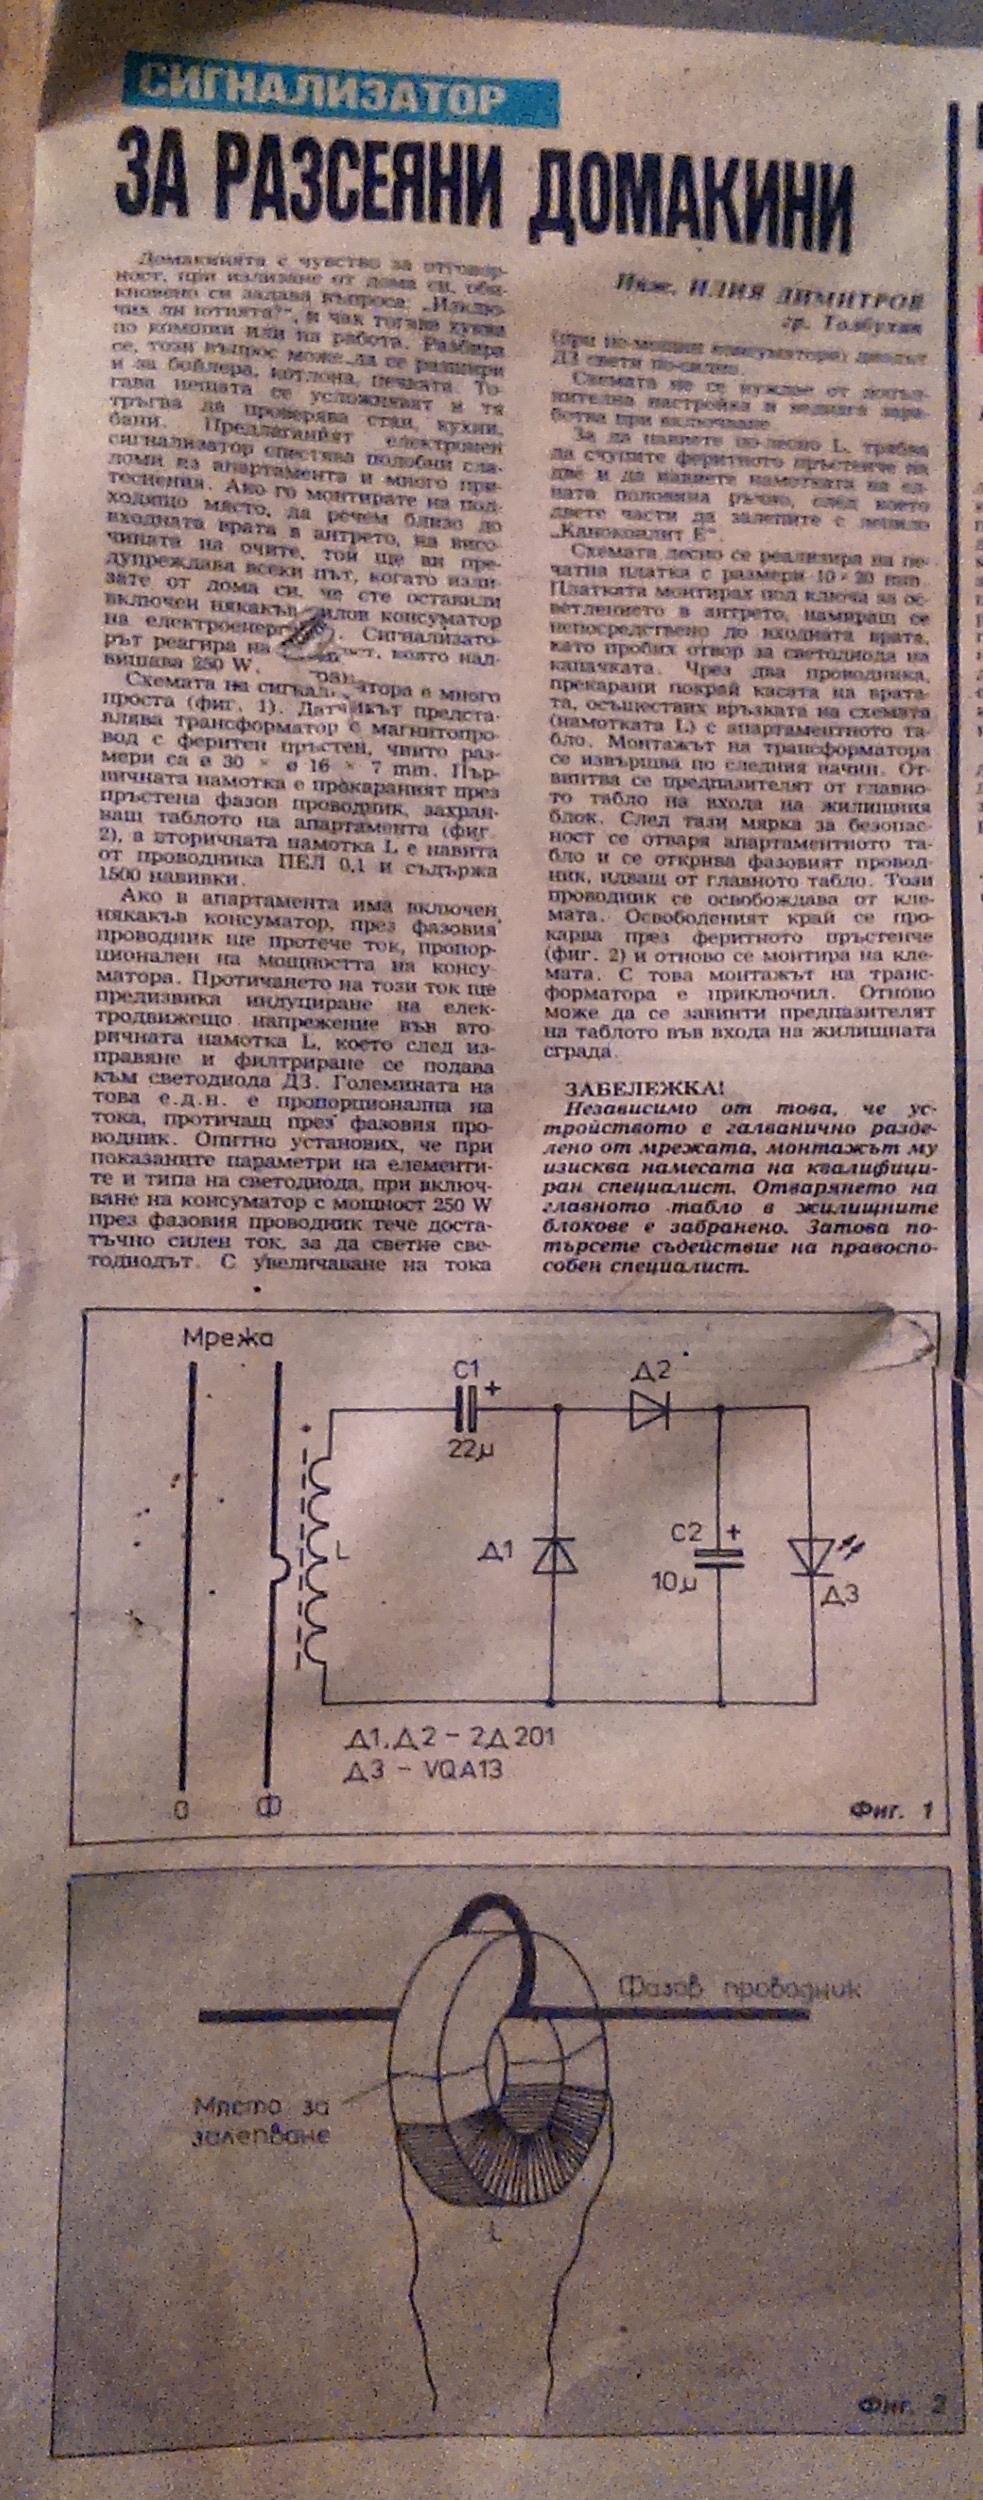 СИГНАЛИЗАТОР
ЗА РАЗСЕЯНИ ДОМАКИНИ
Инж. ИЛИЯ ДИМИТРОВ
гр. Толбухин
Домакинята с чувство за отговор-
ност, при излизане от дома си, оби-
кновено си задава въпроса: „Изклю-
чих ли ютията?“, и чак тогава хуква
по комшии или на работа. Разбира
се, този въпрос може да се разшири
и за бойлера, котлона, печката. То-
гава нещата се усложняват и тя
тръгва да проверява стаи, кухни,
бани. Предлаганият електронен
сигнализатор спестява подобни
ломи из апартамента и много при-
теснения. Ако го монтирате на под-
ходящо място, да речем близо до
входната врата в антрето, на висо-
чината на очите, той ще ви пре-
дупреждава всеки път, когато изли-
зате от дома си, че сте оставили
включен някакъв силов консуматор
на Сигнализато-
рът реагира на която над-
вишава 250 W.
Схемата на сигнализатора е много
проста (фиг. 1). Датчикът предста-
влява трансформатор с магнитопро-
вод с феритен пръстен, чиито раз-
мери са ø 30 × ø 16 × 7 mm. Пър-
вичната намотка е прокараният през
пръстена фазов проводник, захран-
ващ таблото на апартамента (фиг.
2), а вторичната намотка L е навита
от проводника ПЕЛ 0,1 и съдържа
1500 навивки.
Ако в апартамента има включен
някакъв консуматор, през фазовия
проводник ще протече ток, пропор-
ционален на мощността на консу-
матора. Протичането на този ток ще
предизвика индуциране на елек-
тродвижещо напрежение във вто-
ричната намотка L, което след из-
правяне и филтриране се подава
към светодиода Д3. Големината на
това е.д.н. е пропорционална на
тока, протичащ през фазовия про-
водник. Опитно установих, че при
показаните параметри на елементи-
те и типа на светодиода, при включ-
ване на консуматор с мощност 250 W
през фазовия проводник тече доста-
тъчно силен ток, за да светне све-
тодиодът. С увеличаване на тока
(при по-мощни консуматори) диодът
Д3 свети по-силно.
Схемата не се нуждае от допъл-
нителна настройка и веднага зара-
ботва при включване.
За да навиете по-лесно L, трябва
да счупите феритното пръстенче на
две и да навиете намотката на ед-
ната половина ръчно, след което
двете части да залепите с лепило
„Каноконлит Е“.
Схемата лесно се реализира на пе-
чатна платка с размери 10 × 20 mm.
Платката монтирах под ключа за ос-
ветлението в антрето, намиращ се
непосредствено до входната врата,
като пробих отвор за светодиода на
капачката. Чрез два проводника,
прекарани покрай касата на врата-
та, осъществих връзката на схемата
(намотката L) с апартаментното та-
бло. Монтажът на трансформатора
се извършва по следния начин. От-
винтва се предпазителят от главно-
то табло на входа на жилищния
блок. След тази мярка за безопас-
ност се отваря апартаментното та-
бло и се открива фазовият провод-
ник, идващ от главното табло. Този
проводник се освобождава от кле-
мата. Освободеният край се про-
карва през феритното пръстенче
(фиг. 2) и отново се монтира на кле-
мата. С това монтажът на транс-
форматора е приключил. Отново
може да се завинти предпазителят
на таблото във входа на жилищната
сграда.
ЗАБЕЛЕЖКА!
Независимо от това, че ус-
тройството е галванично разде-
лено от мрежата, монтажът му
изисква намесата на квалифици-
ран специалист. Отварянето на
главното табло в жилищните
блокове е забранено. Затова по-
търсете съдействие на правоспо-
собен специалист.
Мрежа
C1
+
22μ
Д2
L
Д1
C2
+
10μ
Д3
Д1, Д2 – 2Д201
Д3 – VQA13
0
Ф
Фиг. 1
Фазов проводник
Място за
залепване
L
Фиг. 2